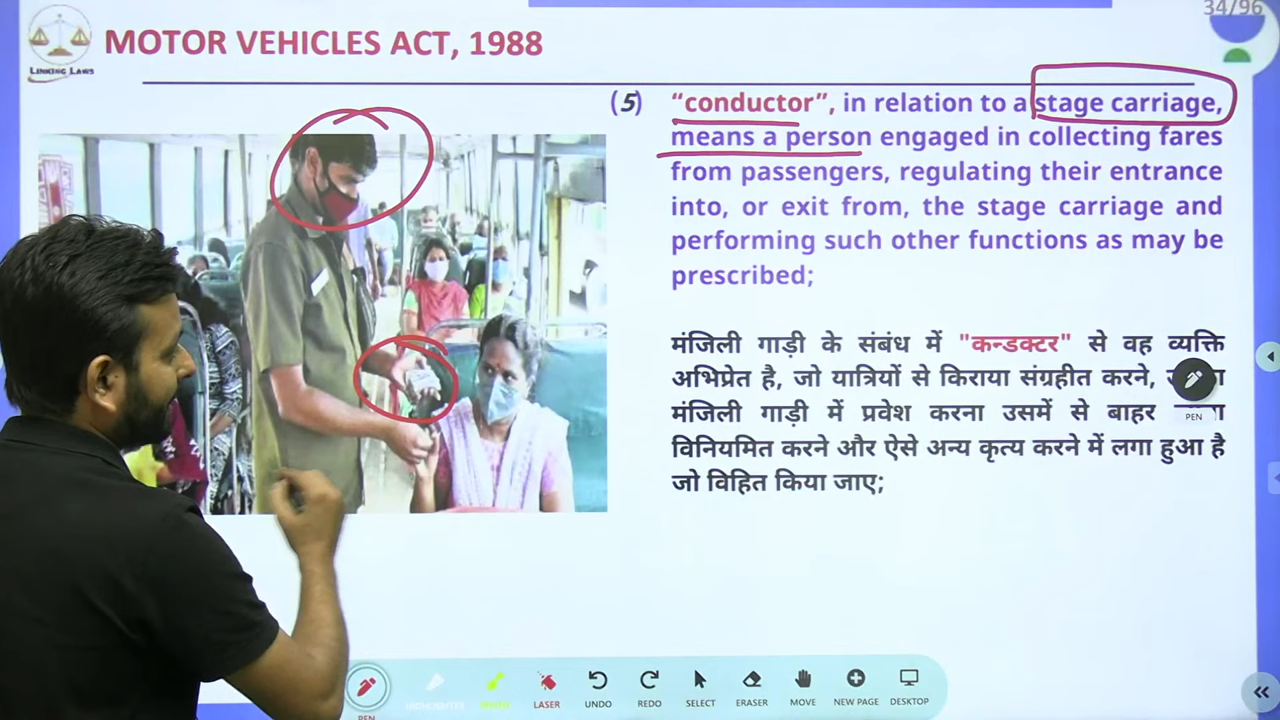 34/96
LINKING LAWS
MOTOR VEHICLES ACT, 1988
(5) “conductor”, in relation to a stage carriage,
means a person engaged in collecting fares
from passengers, regulating their entrance
into, or exit from, the stage carriage and
performing such other functions as may be
prescribed;
मंजिली गाड़ी के संबंध में "कन्डक्टर" से वह व्यक्ति
अभिप्रेत है, जो यात्रियों से किराया संग्रहीत करने,
मंजिली गाड़ी में प्रवेश करना उसमें से बाहर
विनियमित करने और ऐसे अन्य कृत्य करने में लगा हुआ है
जो विहित किया जाए;
PEN
PEN
HIGHLIGHTER
LASER
UNDO
REDO
SELECT
ERASER
MOVE
NEW PAGE
DESKTOP